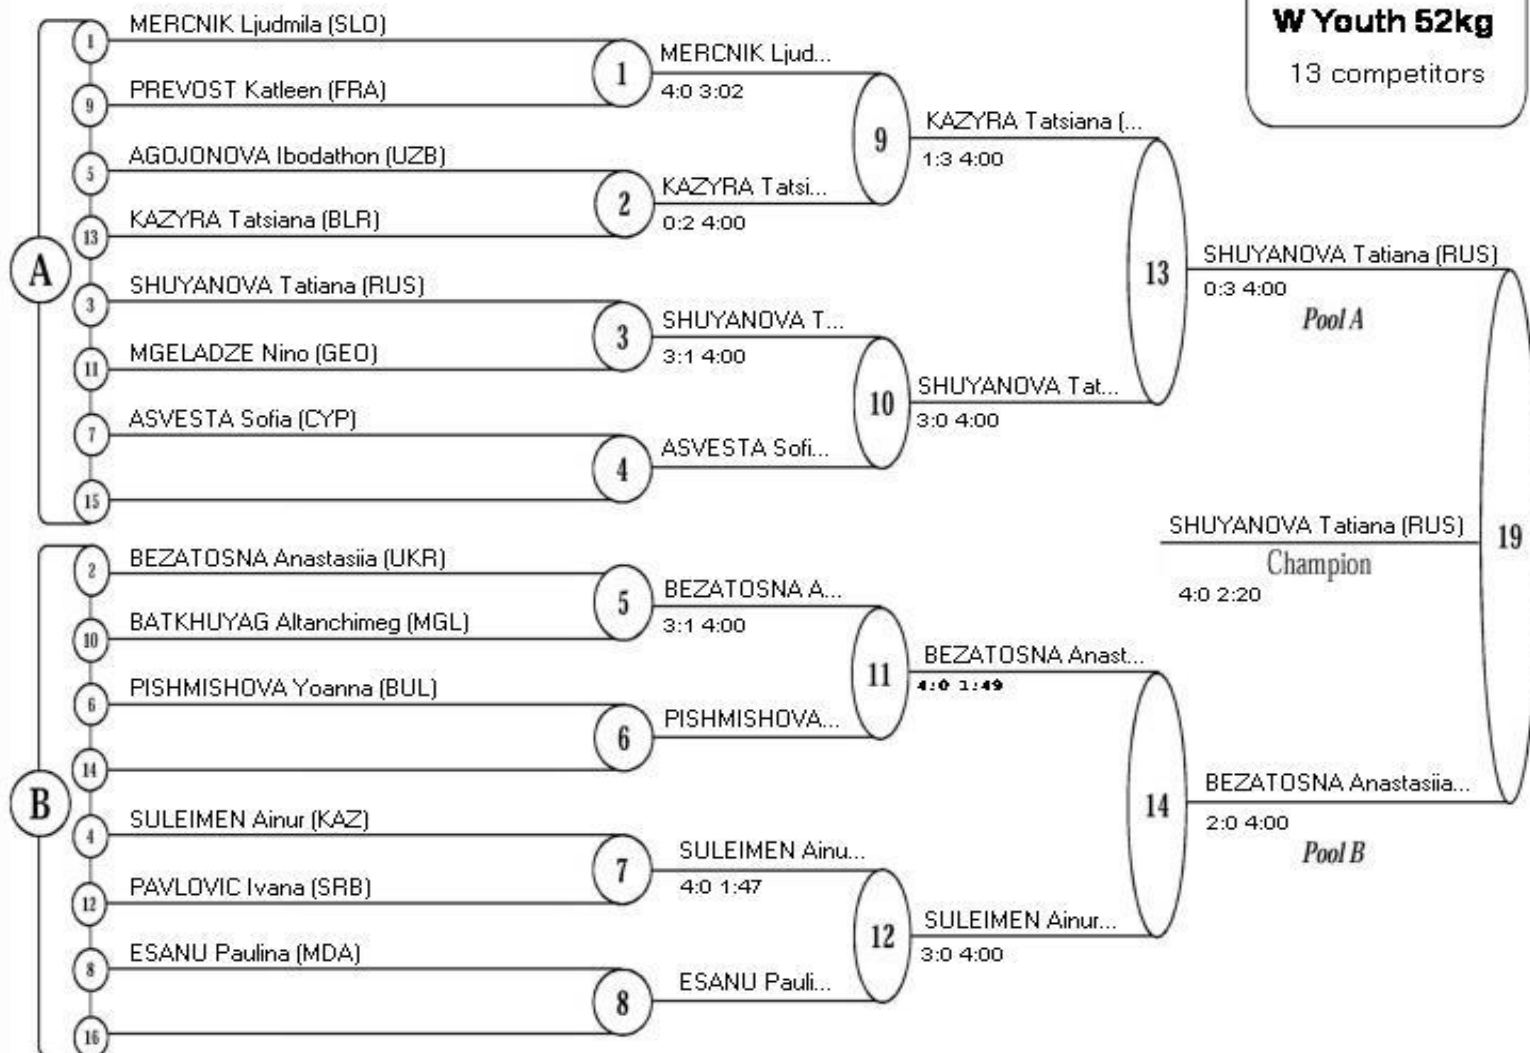 W Youth 52kg
13 competitors
A
1
MERCNIK Ljudmila (SLO)
9
PREVOST Katleen (FRA)
5
AGOJONOVA Ibodathon (UZB)
13
KAZYRA Tatsiana (BLR)
3
SHUYANOVA Tatiana (RUS)
11
MGELADZE Nino (GEO)
7
ASVESTA Sofia (CYP)
15
B
2
BEZATOSNA Anastasiia (UKR)
10
BATKHUYAG Altanchimeg (MGL)
6
PISHMISHOVA Yoanna (BUL)
14
4
SULEIMEN Ainur (KAZ)
12
PAVLOVIC Ivana (SRB)
8
ESANU Paulina (MDA)
16
1
MERCNIK Ljud...
4:0 3:02
2
KAZYRA Tatsi...
0:2 4:00
3
SHUYANOVA T...
3:1 4:00
4
ASVESTA Sofi...
5
BEZATOSNA A...
3:1 4:00
6
PISHMISHOVA...
7
SULEIMEN Ainu...
4:0 1:47
8
ESANU Pauli...
9
KAZYRA Tatsiana (...
1:3 4:00
10
SHUYANOVA Tat...
3:0 4:00
11
BEZATOSNA Anast...
4:0 1:49
12
SULEIMEN Ainur...
3:0 4:00
13
SHUYANOVA Tatiana (RUS)
0:3 4:00
Pool A
14
BEZATOSNA Anastasiia...
2:0 4:00
Pool B
19
SHUYANOVA Tatiana (RUS)
Champion
4:0 2:20